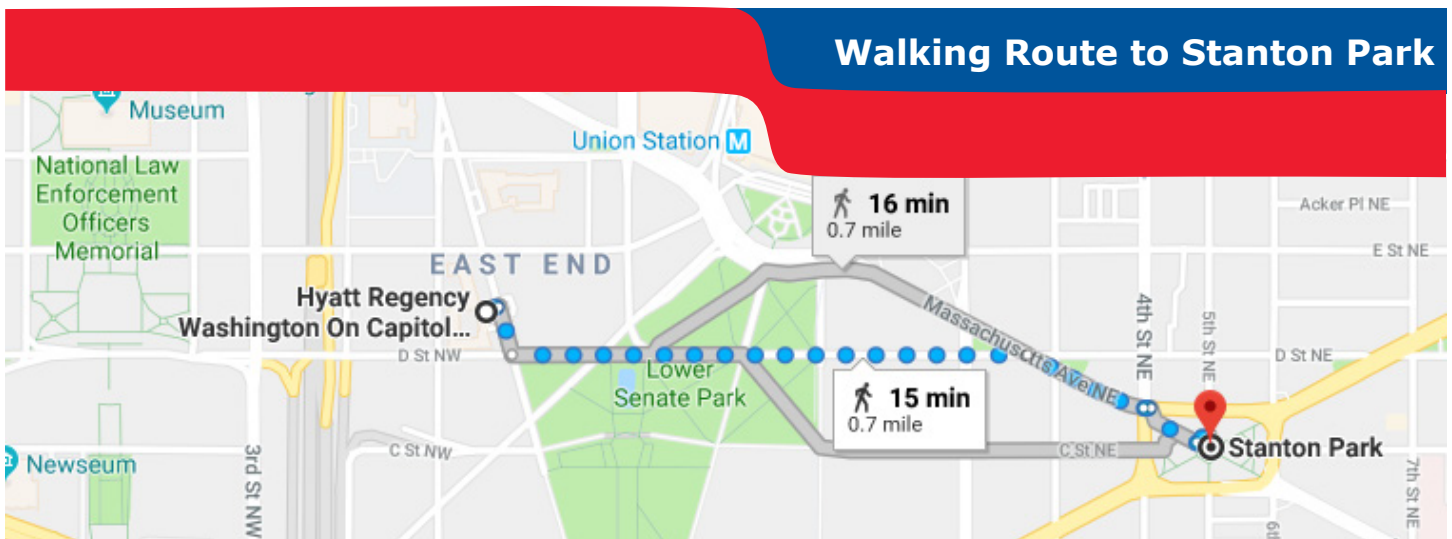 Walking Route to Stanton Park
Museum
Union Station M
National Law
Enforcement
Officers
Memorial
16 min
0.7 mile
Acker Pl NE
E St NE
EAST END
Hyatt Regency
Washington On Capitol...
D St NW
Lower
Senate Park
Massachusetts Ave NE
4th St NE
5th St NE
D St NE
15 min
0.7 mile
C St NW
C St NE
Stanton Park
Newseum
3rd St NW
7th St NE